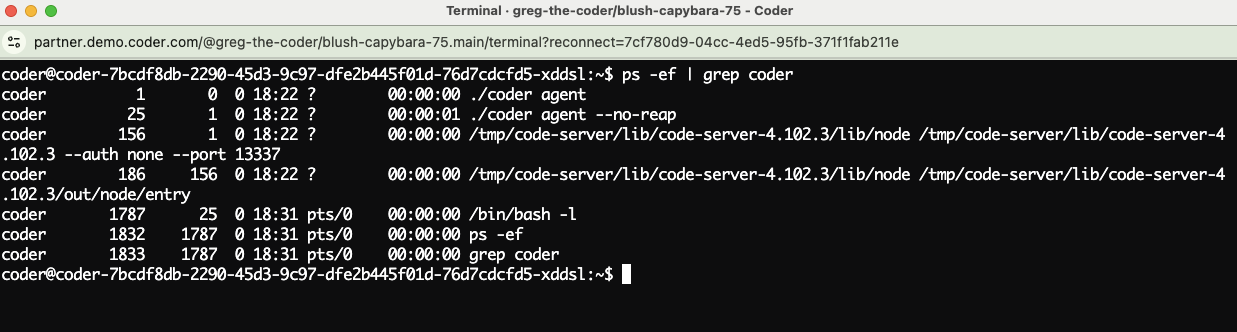 Terminal · greg-the-coder/blush-capybara-75 - Coder
partner.demo.coder.com/@greg-the-coder/blush-capybara-75.main/terminal?reconnect=7cf780d9-04cc-4ed5-95fb-371f1fab211e
coder@coder-7bcdf8db-2290-45d3-9c97-dfe2b445f01d-76d7cdcfd5-xddsl:~$ ps -ef | grep coder
coder 1 0 0 18:22 ? 00:00:00 ./coder agent
coder 25 1 0 18:22 ? 00:00:01 ./coder agent --no-reap
coder 156 1 0 18:22 ? 00:00:00 /tmp/code-server/lib/code-server-4.102.3/lib/node /tmp/code-server/lib/code-server-4
.102.3 --auth none --port 13337
coder 186 156 0 18:22 ? 00:00:00 /tmp/code-server/lib/code-server-4.102.3/lib/node /tmp/code-server/lib/code-server-4
.102.3/out/node/entry
coder 1787 25 0 18:31 pts/0 00:00:00 /bin/bash -l
coder 1832 1787 0 18:31 pts/0 00:00:00 ps -ef
coder 1833 1787 0 18:31 pts/0 00:00:00 grep coder
coder@coder-7bcdf8db-2290-45d3-9c97-dfe2b445f01d-76d7cdcfd5-xddsl:~$